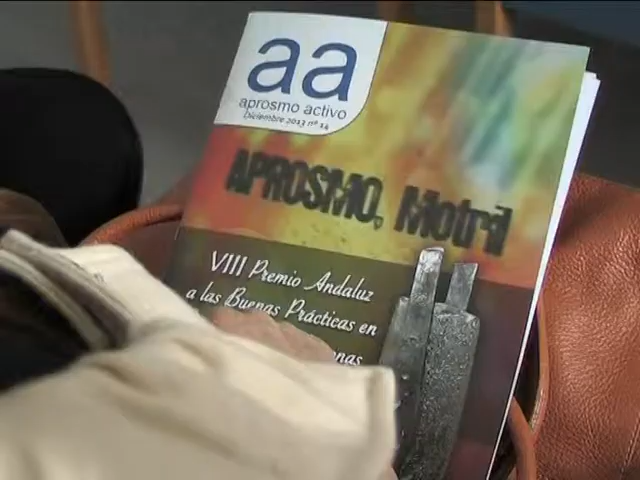 aa
aprosmo activo
Diciembre 2013 nº 14
APROSMO, Motril
VIII Premio Andaluz
a las Buenas Prácticas en